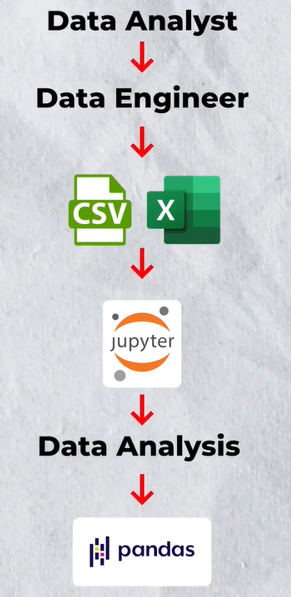 Data Analyst
Data Engineer
CSV X
jupyter
Data Analysis
pandas